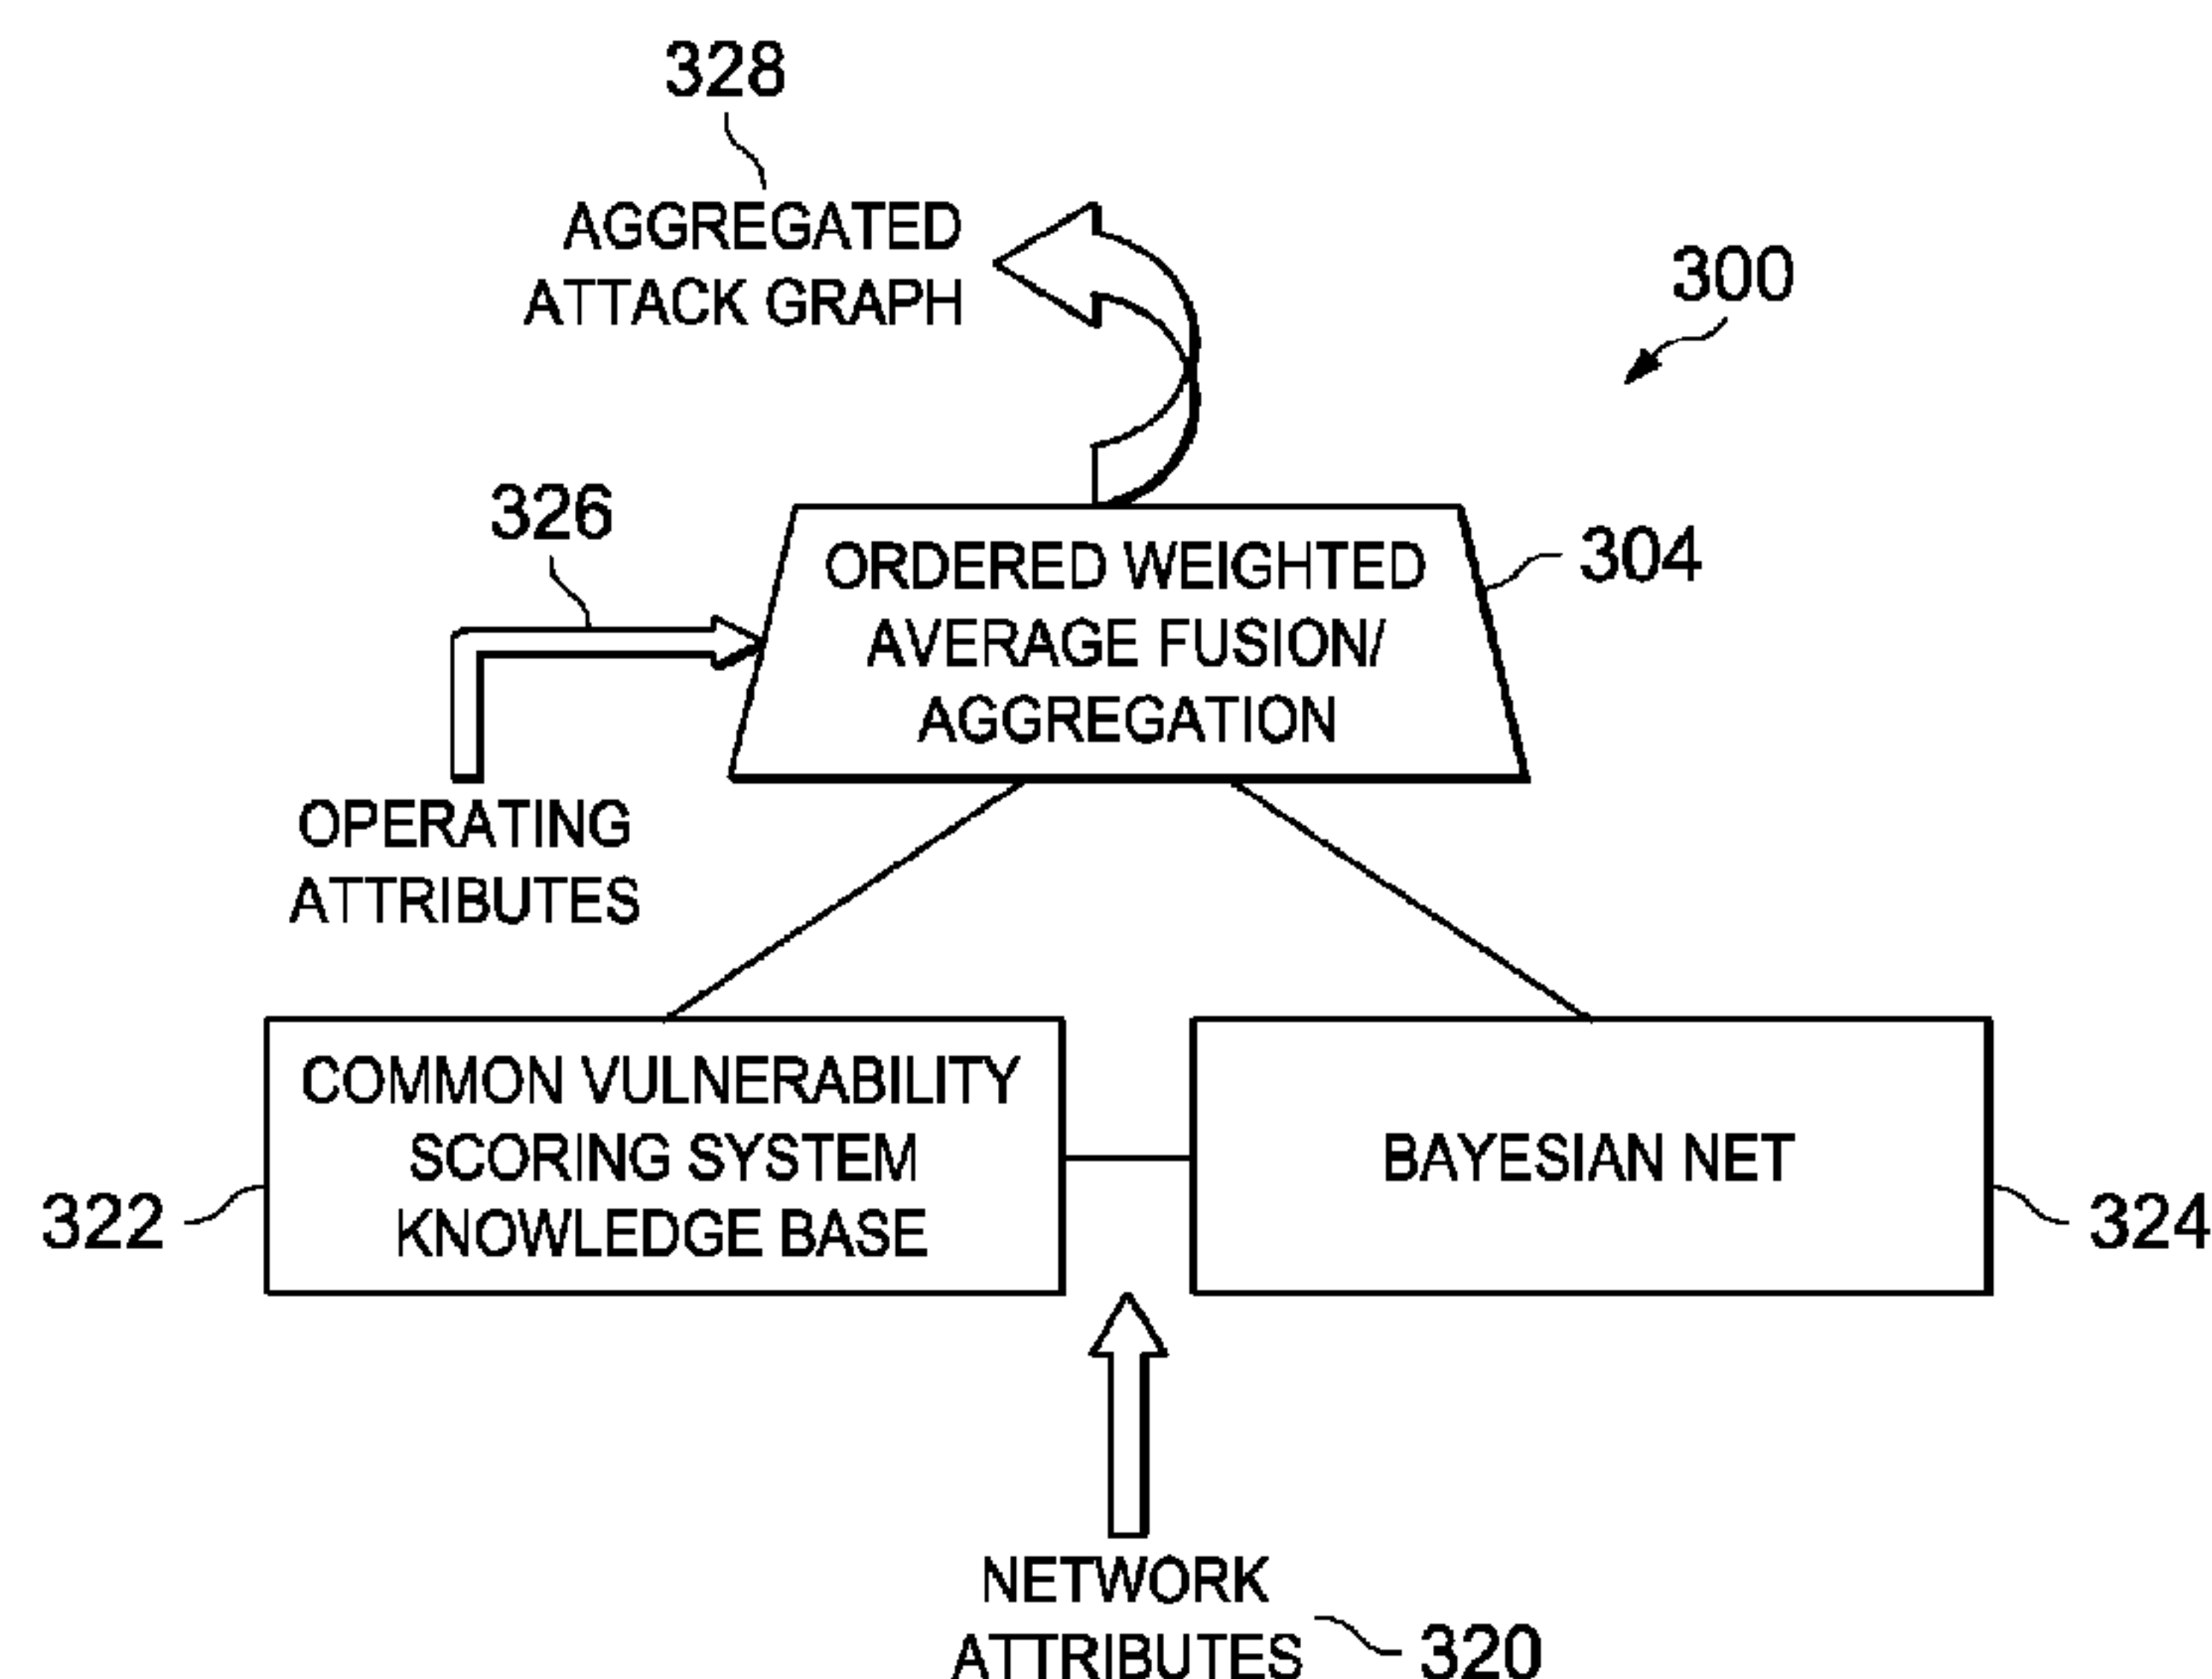 328
AGGREGATED
ATTACK GRAPH
300
326
ORDERED WEIGHTED
AVERAGE FUSION/
AGGREGATION
304
OPERATING
ATTRIBUTES
COMMON VULNERABILITY
SCORING SYSTEM
KNOWLEDGE BASE
322
BAYESIAN NET
324
NETWORK
ATTRIBUTES
320